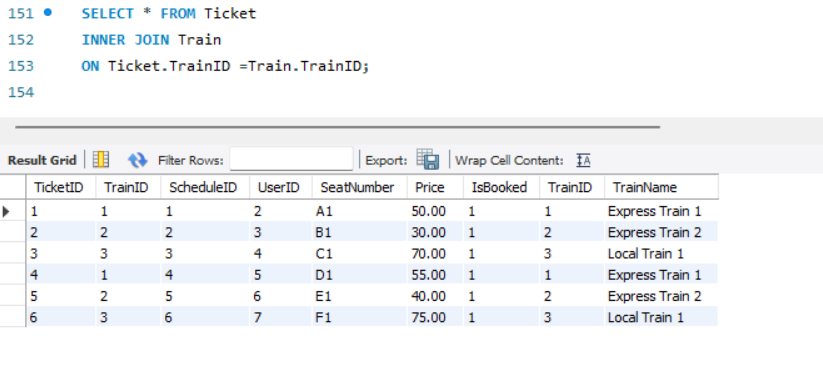 151 SELECT * FROM Ticket
152 INNER JOIN Train
153 ON Ticket.TrainID =Train.TrainID;
154
Result Grid Filter Rows: Export: Wrap Cell Content: IA
TicketID TrainID ScheduleID UserID SeatNumber Price IsBooked TrainID TrainName
1 1 1 2 A1 50.00 1 1 Express Train 1
2 2 2 3 B1 30.00 1 2 Express Train 2
3 3 3 4 C1 70.00 1 3 Local Train 1
4 1 4 5 D1 55.00 1 1 Express Train 1
5 2 5 6 E1 40.00 1 2 Express Train 2
6 3 6 7 F1 75.00 1 3 Local Train 1